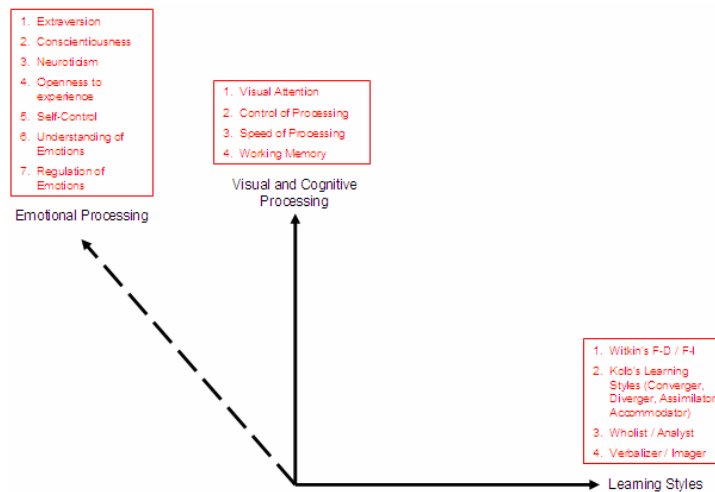 1. Extraversion
2. Conscientiousness
3. Neuroticism
4. Openness to
experience
5. Self-Control
6. Understanding of
Emotions
7. Regulation of
Emotions
Emotional Processing
1. Visual Attention
2. Control of Processing
3. Speed of Processing
4. Working Memory
Visual and Cognitive
Processing
1. Witkin's F-D / F-I
2. Kolb's Learning
Styles (Converger,
Diverger, Assimilator
Accommodator)
3. Wholist / Analyst
4. Verbalizer / Imager
Learning Styles